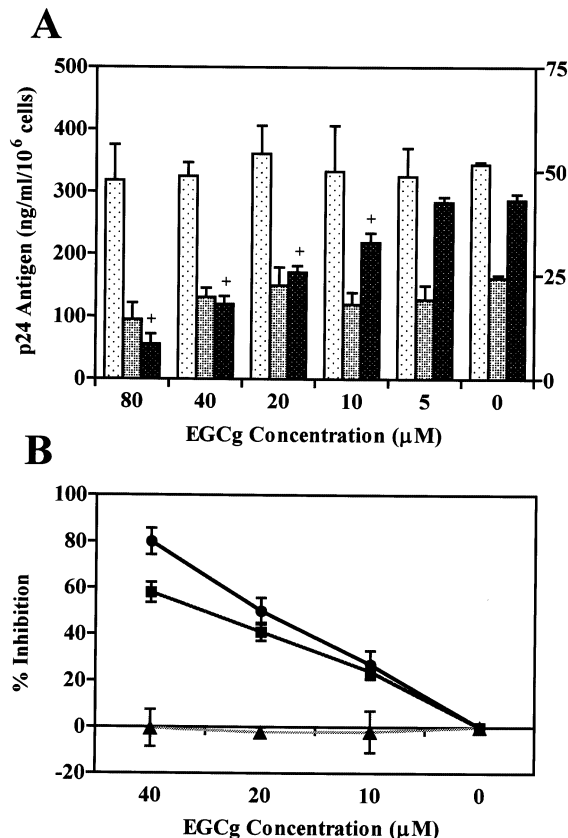 A
p24 Antigen (ng/ml/10⁶ cells)
500
400
300
200
100
0
75
50
25
0
+
+
+
+
80 40 20 10 5 0
EGCg Concentration (μM)
B
% Inhibition
100
80
60
40
20
0
-20
40 20 10 0
EGCg Concentration (μM)